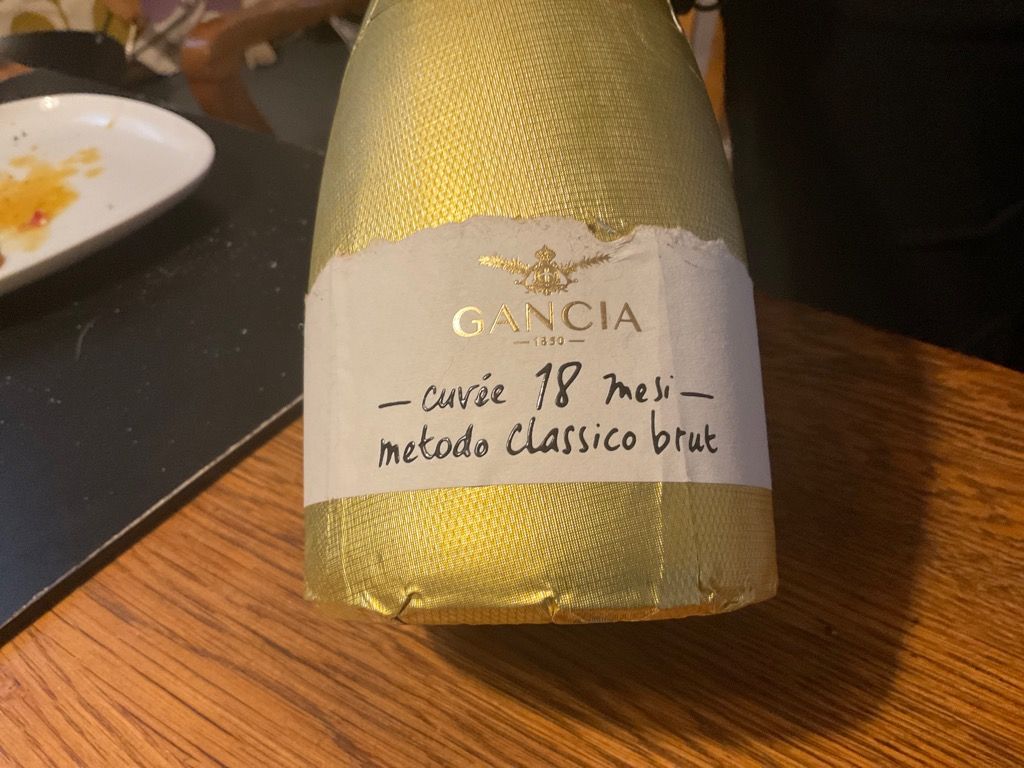 GANCIA
— 1850 —
— cuvée 18 mesi —
metodo classico brut